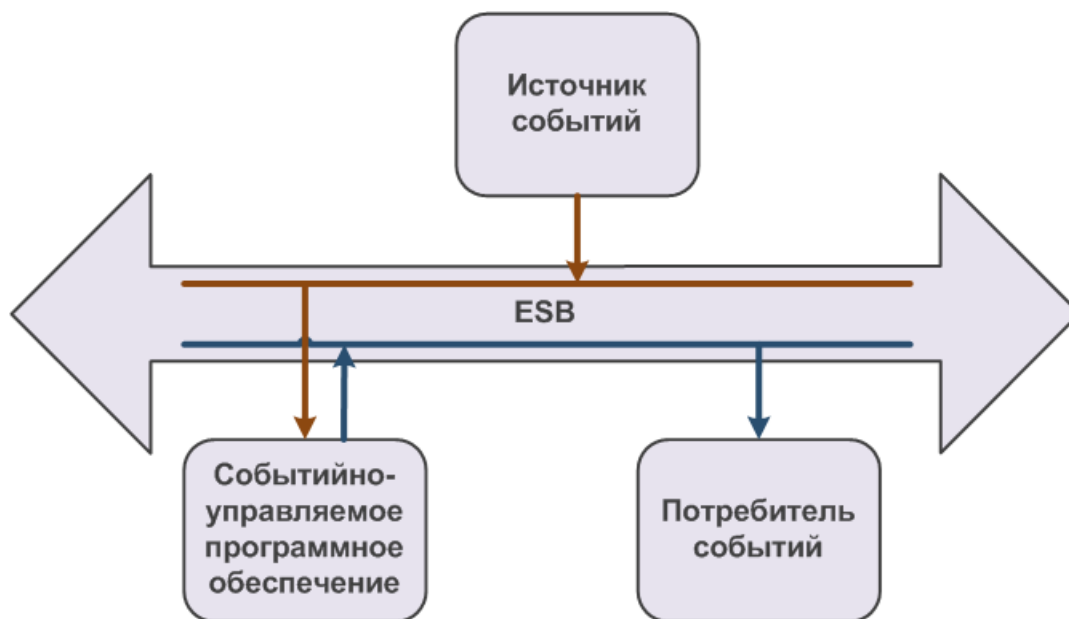 Источник
событий
ESB
Событийно-
управляемое
программное
обеспечение
Потребитель
событий